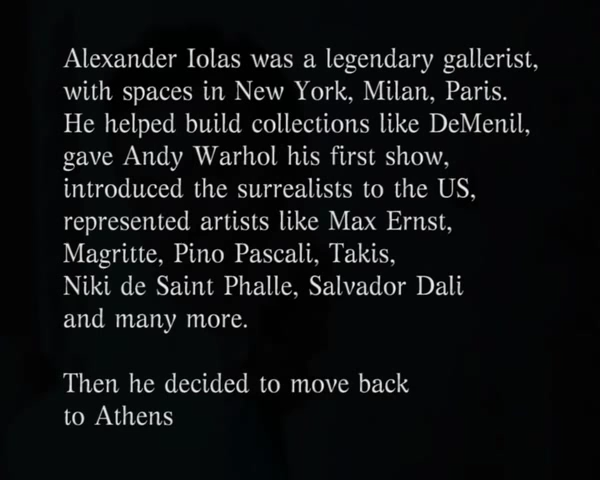 Alexander Iolas was a legendary gallerist,
with spaces in New York, Milan, Paris.
He helped build collections like DeMenil,
gave Andy Warhol his first show,
introduced the surrealists to the US,
represented artists like Max Ernst,
Magritte, Pino Pascali, Takis,
Niki de Saint Phalle, Salvador Dali
and many more.
Then he decided to move back
to Athens